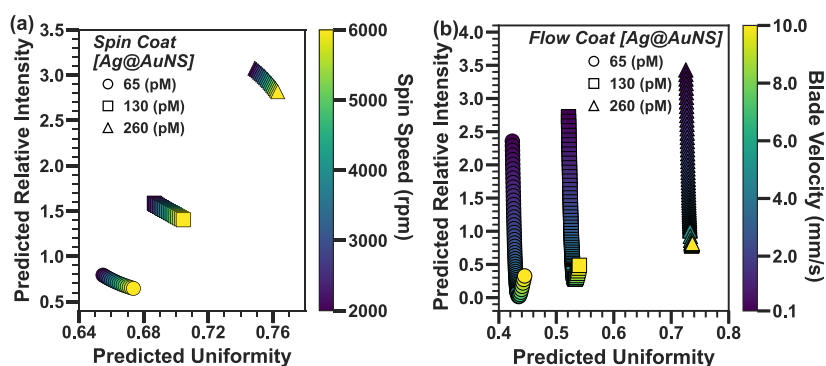 (a)
Spin Coat
[Ag@AuNS]
65 (pM)
130 (pM)
260 (pM)
Predicted Relative Intensity
3.5
3.0
2.5
2.0
1.5
1.0
0.5
0.64
0.68
0.72
0.76
Predicted Uniformity
6000
5000
3000
2000
Spin Speed (rpm)
(b)
Flow Coat [Ag@AuNS]
65 (pM)
130 (pM)
260 (pM)
Predicted Relative Intensity
4.0
3.5
3.0
2.5
2.0
1.5
1.0
0.5
0.0
0.4
0.5
0.6
0.7
0.8
Predicted Uniformity
10.0
8.0
4.0
2.0
0.1
Blade Velocity (mm/s)